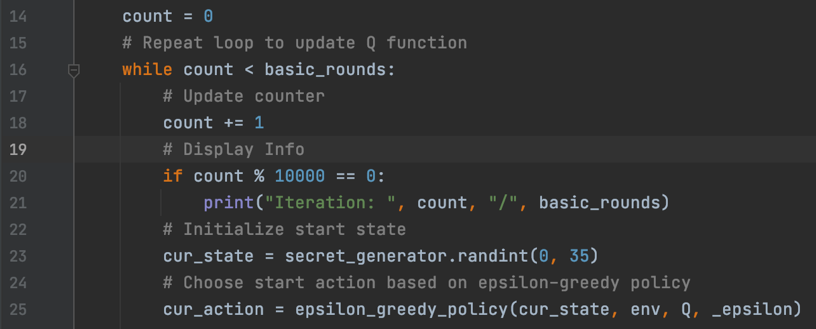 14 count = 0
15 # Repeat loop to update Q function
16 while count < basic_rounds:
17 # Update counter
18 count += 1
19 # Display Info
20 if count % 10000 == 0:
21 print("Iteration: ", count, "/", basic_rounds)
22 # Initialize start state
23 cur_state = secret_generator.randint(0, 35)
24 # Choose start action based on epsilon-greedy policy
25 cur_action = epsilon_greedy_policy(cur_state, env, Q, _epsilon)